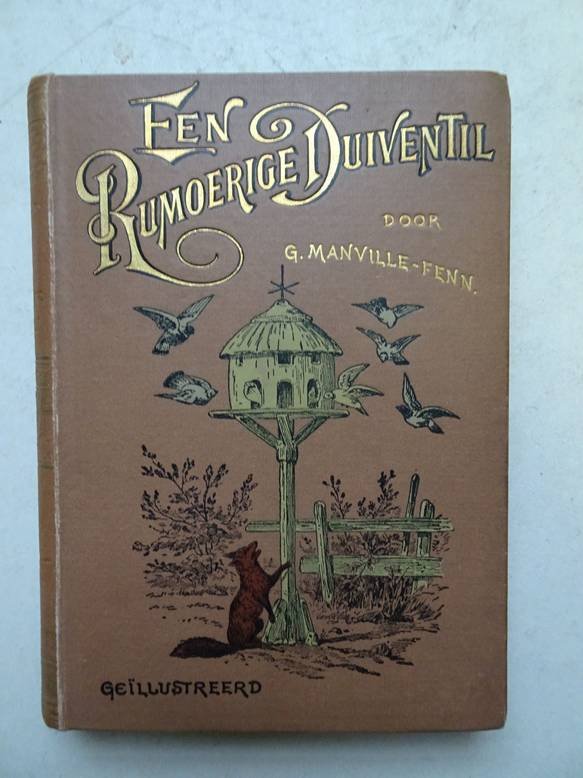 EEN
RUMOERIGE DUIVENTIL
DOOR
G. MANVILLE-FENN.
GEÏLLUSTREERD